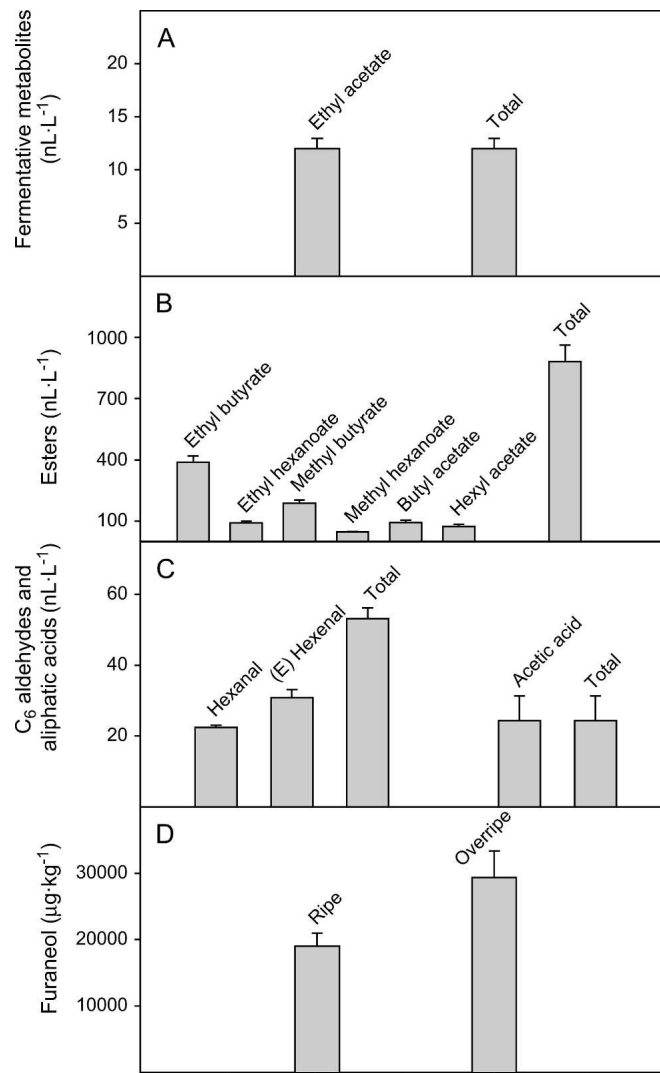 A
Fermentative metabolites
(nL·L-1)
20
15
10
5
Ethyl acetate
Total
B
Esters (nL·L-1)
1000
700
400
100
Ethyl butyrate
Ethyl hexanoate
Methyl butyrate
Methyl hexanoate
Butyl acetate
Hexyl acetate
Total
C
C6 aldehydes and
aliphatic acids (nL·L-1)
60
40
20
Hexanal
(E) Hexenal
Total
Acetic acid
Total
D
Furaneol (µg·kg-1)
30000
20000
10000
Ripe
Overripe